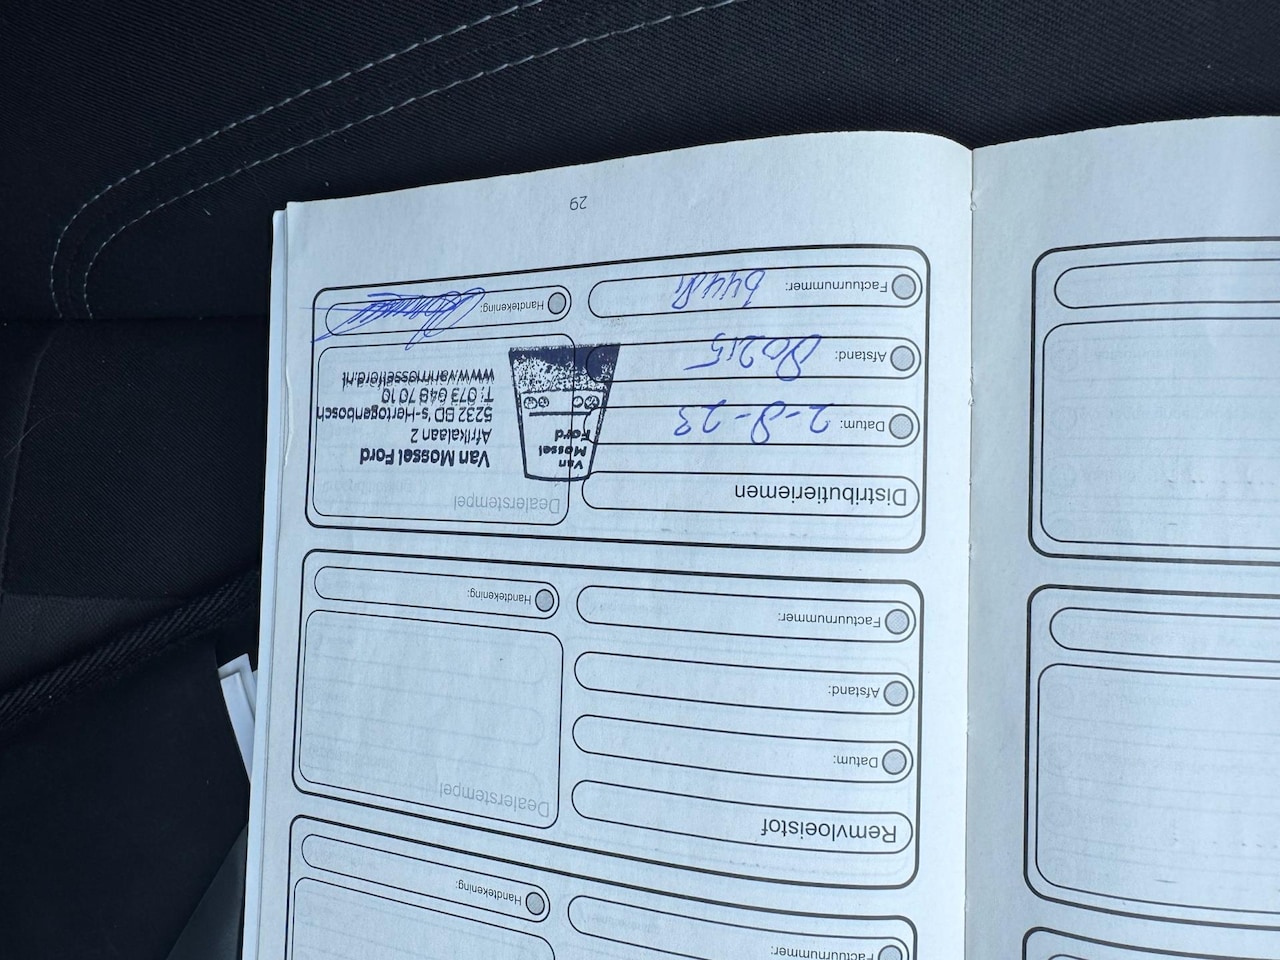 Factuurnummer:
Handtekening:
Remvloeistof
Dealerstempel
Datum:
Afstand:
Factuurnummer:
Handtekening:
Distributieriemen
Dealerstempel
Datum: 2-8-23
Afstand: 80215
Factuurnummer:
Van
Mossel
Ford
Van Mossel Ford
Afrikalaan 2
5232 BD 's-Hertogenbosch
T: 073 648 70 10
www.vanmosselford.nl
Handtekening:
29